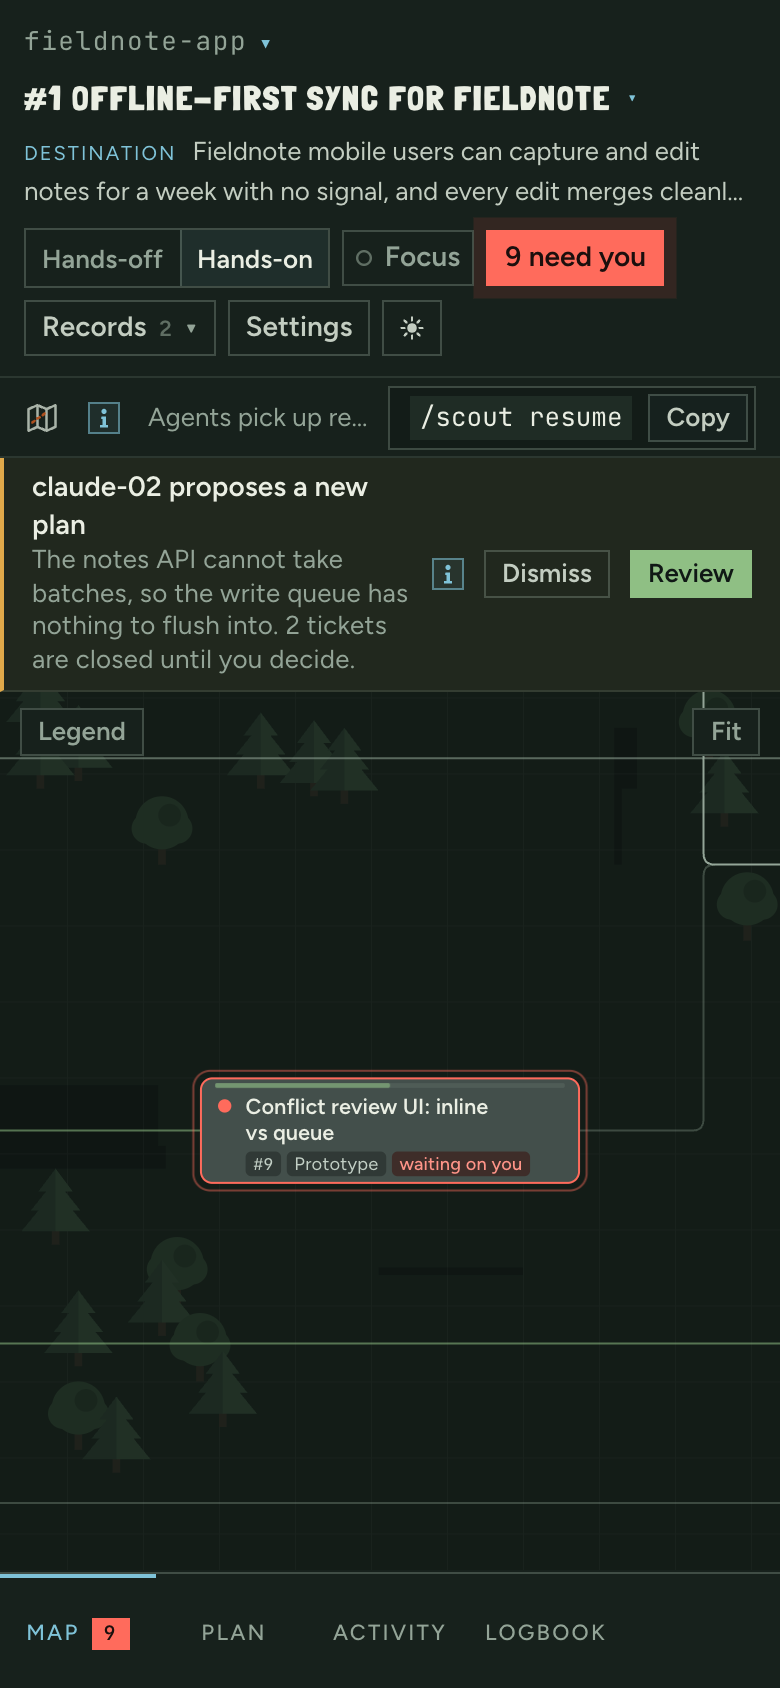 fieldnote-app ▾
#1 OFFLINE-FIRST SYNC FOR FIELDNOTE ▾
DESTINATION Fieldnote mobile users can capture and edit
notes for a week with no signal, and every edit merges cleanl...
Hands-off Hands-on Focus 9 need you
Records 2 ▾ Settings
Agents pick up re... /scout resume Copy
claude-02 proposes a new
plan
The notes API cannot take
batches, so the write queue has
nothing to flush into. 2 tickets
are closed until you decide.
i Dismiss Review
Legend Fit
Conflict review UI: inline
vs queue
#9 Prototype waiting on you
MAP 9 PLAN ACTIVITY LOGBOOK